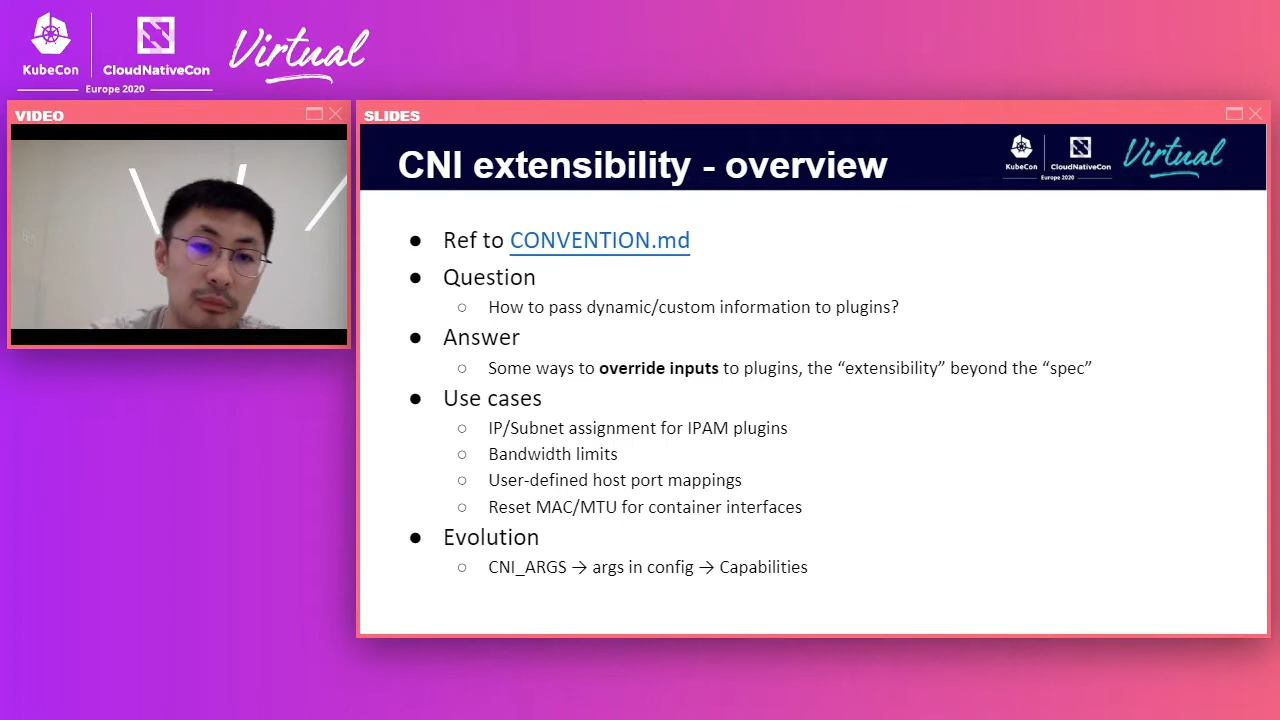 KubeCon
CloudNativeCon
Europe 2020
Virtual
VIDEO
SLIDES
CNI extensibility - overview
KubeCon
CloudNativeCon
Europe 2020
Virtual
● Ref to CONVENTION.md
● Question
○ How to pass dynamic/custom information to plugins?
● Answer
○ Some ways to override inputs to plugins, the “extensibility” beyond the “spec”
● Use cases
○ IP/Subnet assignment for IPAM plugins
○ Bandwidth limits
○ User-defined host port mappings
○ Reset MAC/MTU for container interfaces
● Evolution
○ CNI_ARGS → args in config → Capabilities